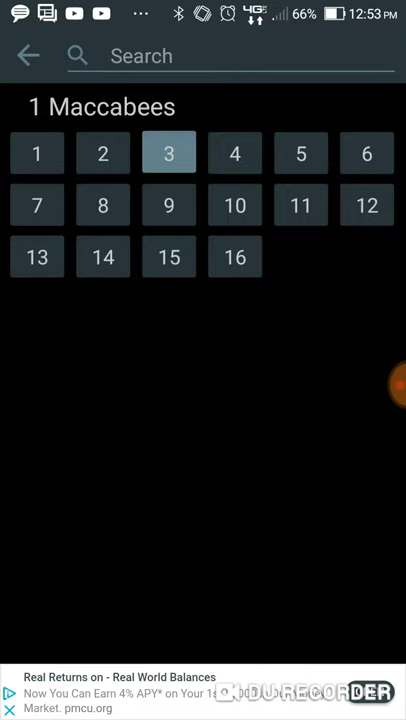 4G 66% 12:53 PM
Search
1 Maccabees
1 2 3 4 5 6
7 8 9 10 11 12
13 14 15 16
Real Returns on - Real World Balances
Now You Can Earn 4% APY* on Your 1s
Market. pmcu.org
DU RECORDER